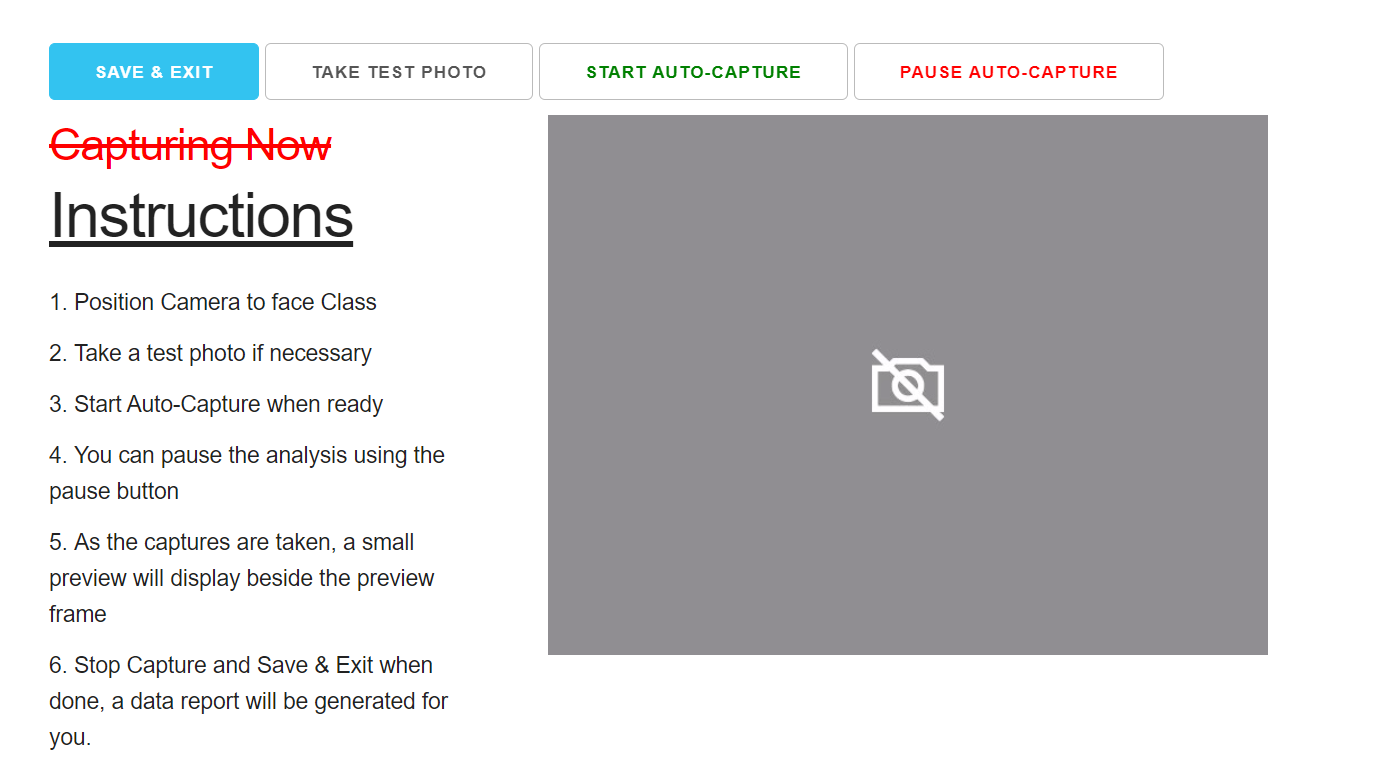 SAVE & EXIT
TAKE TEST PHOTO
START AUTO-CAPTURE
PAUSE AUTO-CAPTURE
Capturing Now
Instructions
1. Position Camera to face Class
2. Take a test photo if necessary
3. Start Auto-Capture when ready
4. You can pause the analysis using the
pause button
5. As the captures are taken, a small
preview will display beside the preview
frame
6. Stop Capture and Save & Exit when
done, a data report will be generated for
you.